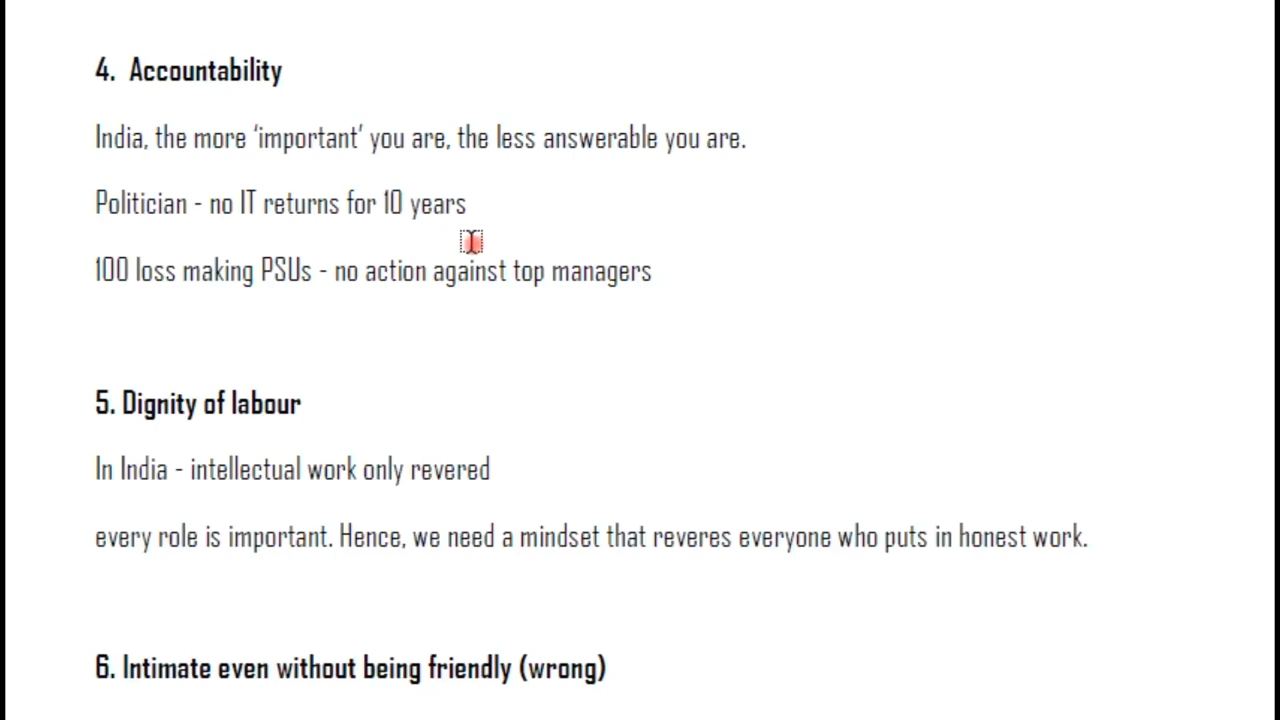 4. Accountability
India, the more ‘important’ you are, the less answerable you are.
Politician - no IT returns for 10 years
100 loss making PSUs - no action against top managers
5. Dignity of labour
In India - intellectual work only revered
every role is important. Hence, we need a mindset that reveres everyone who puts in honest work.
6. Intimate even without being friendly (wrong)